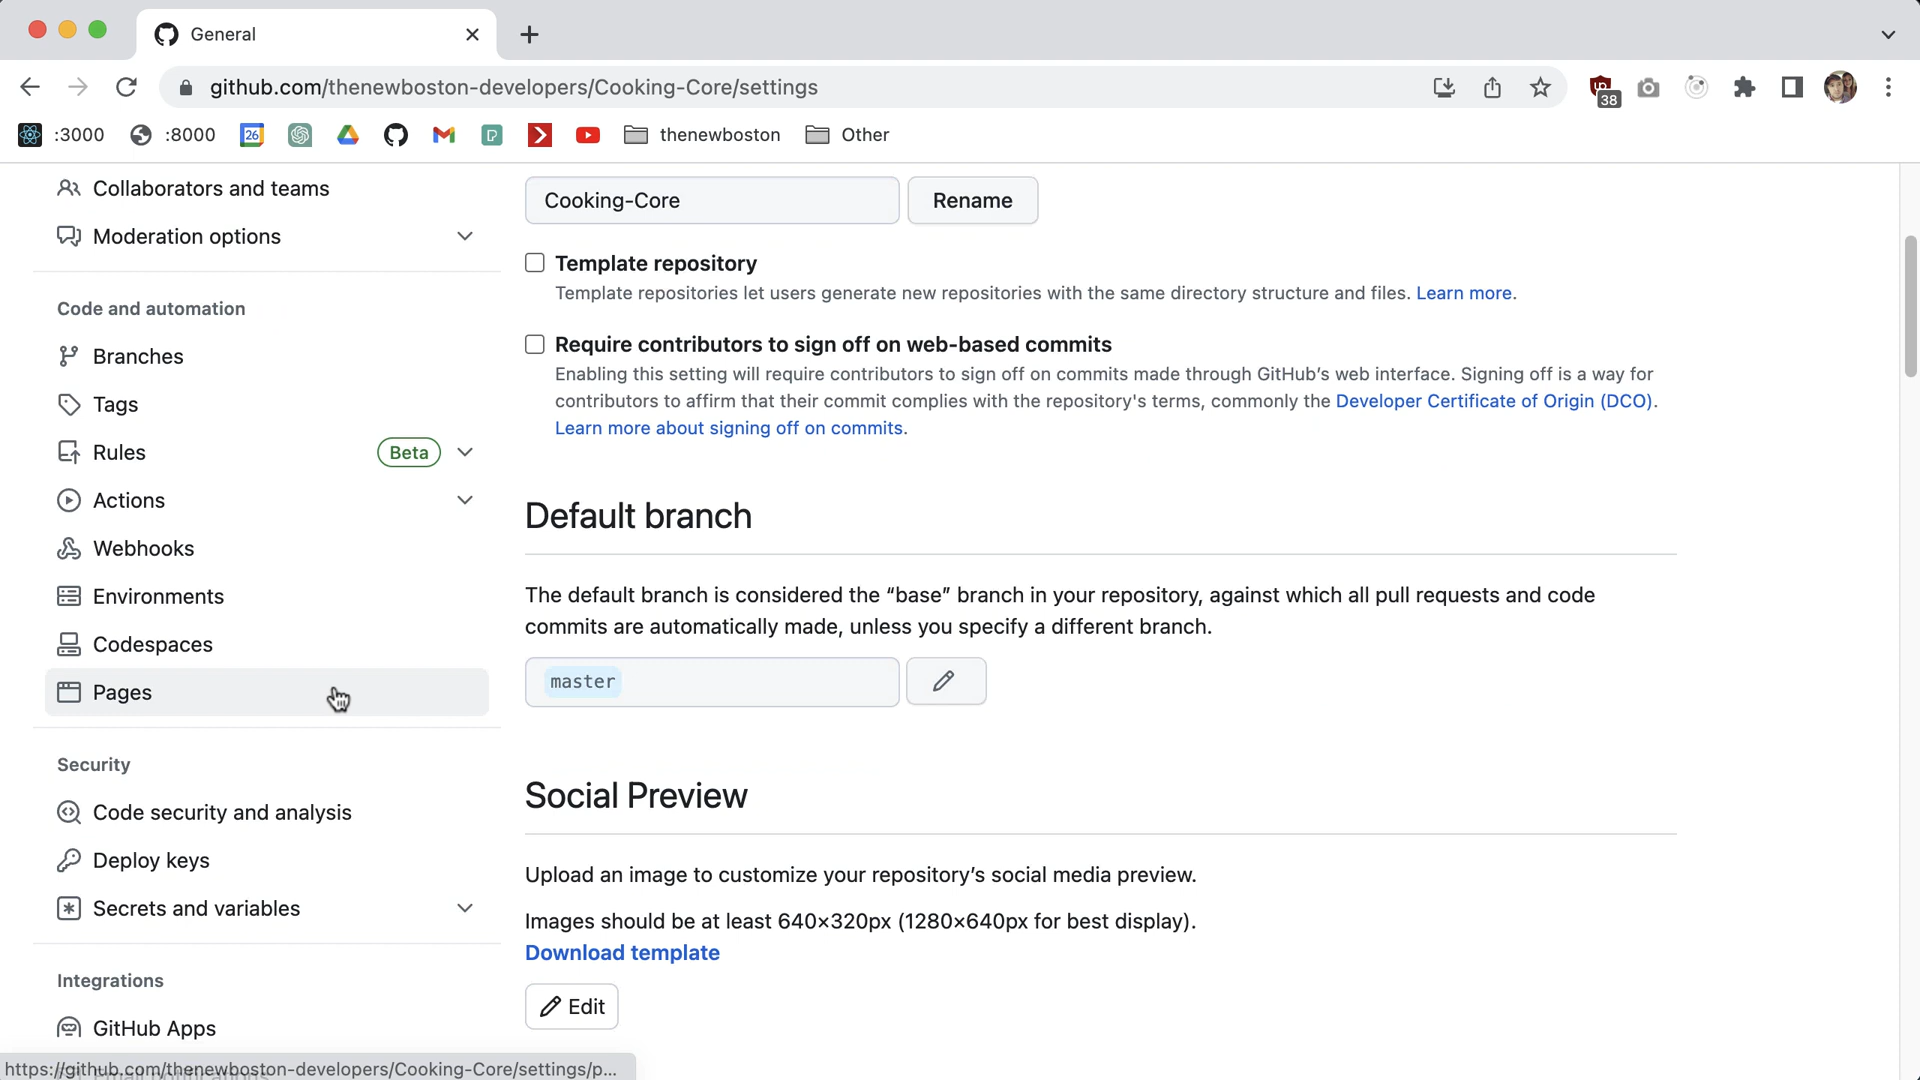 General
github.com/thenewboston-developers/Cooking-Core/settings
38
:3000
:8000
26
thenewboston
Other
Collaborators and teams
Moderation options
Code and automation
Branches
Tags
Rules
Beta
Actions
Webhooks
Environments
Codespaces
Pages
Security
Code security and analysis
Deploy keys
Secrets and variables
Integrations
GitHub Apps
Cooking-Core
Rename
Template repository
Template repositories let users generate new repositories with the same directory structure and files. Learn more.
Require contributors to sign off on web-based commits
Enabling this setting will require contributors to sign off on commits made through GitHub’s web interface. Signing off is a way for
contributors to affirm that their commit complies with the repository's terms, commonly the Developer Certificate of Origin (DCO).
Learn more about signing off on commits.
Default branch
The default branch is considered the “base” branch in your repository, against which all pull requests and code
commits are automatically made, unless you specify a different branch.
master
Social Preview
Upload an image to customize your repository’s social media preview.
Images should be at least 640×320px (1280×640px for best display).
Download template
Edit
https://github.com/thenewboston-developers/Cooking-Core/settings/p...